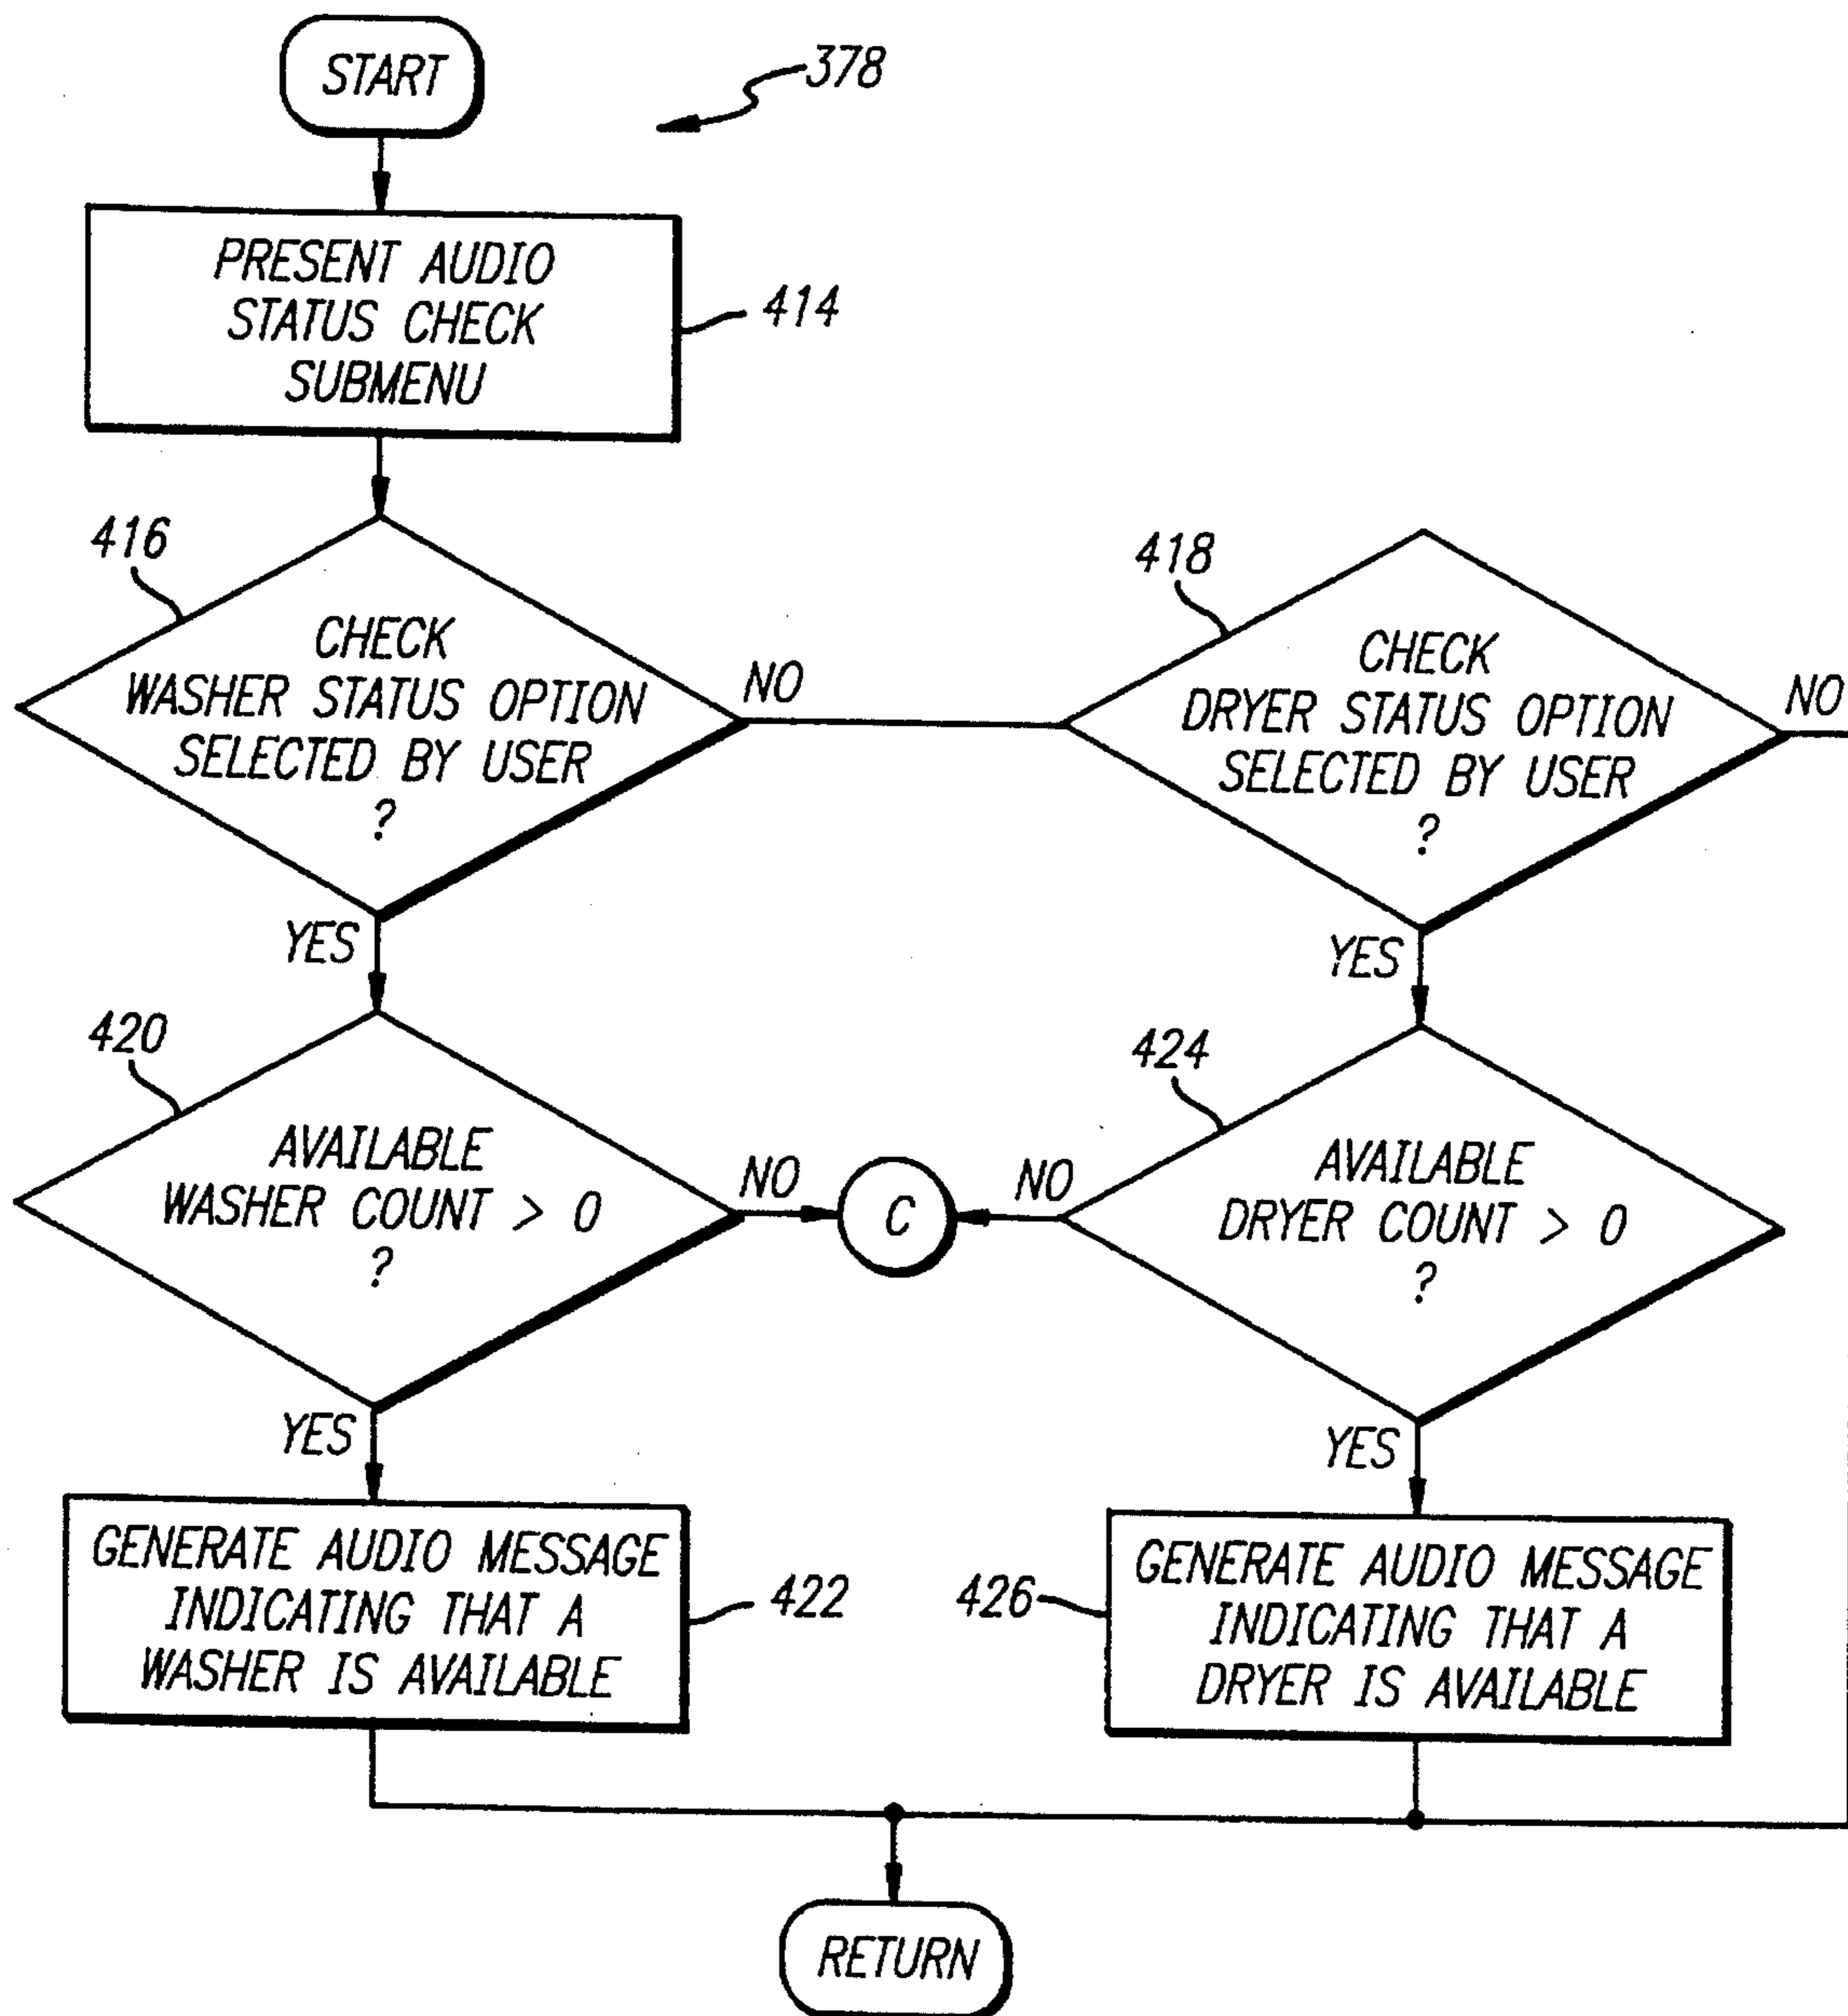 START
378
PRESENT AUDIO
STATUS CHECK
SUBMENU
414
416
CHECK
WASHER STATUS OPTION
SELECTED BY USER
?
NO
418
CHECK
DRYER STATUS OPTION
SELECTED BY USER
?
NO
YES
YES
420
AVAILABLE
WASHER COUNT > 0
?
NO
C
NO
424
AVAILABLE
DRYER COUNT > 0
?
YES
YES
GENERATE AUDIO MESSAGE
INDICATING THAT A
WASHER IS AVAILABLE
422
426
GENERATE AUDIO MESSAGE
INDICATING THAT A
DRYER IS AVAILABLE
RETURN